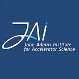 JAI
John Adams Institute
for Accelerator Science